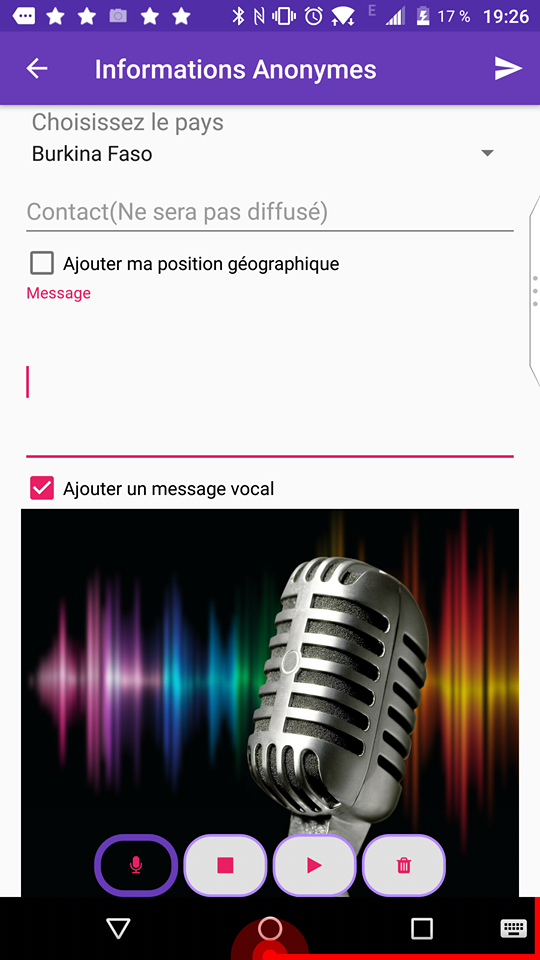 E 17 % 19:26
Informations Anonymes
Choisissez le pays
Burkina Faso
Contact(Ne sera pas diffusé)
Ajouter ma position géographique
Message
Ajouter un message vocal